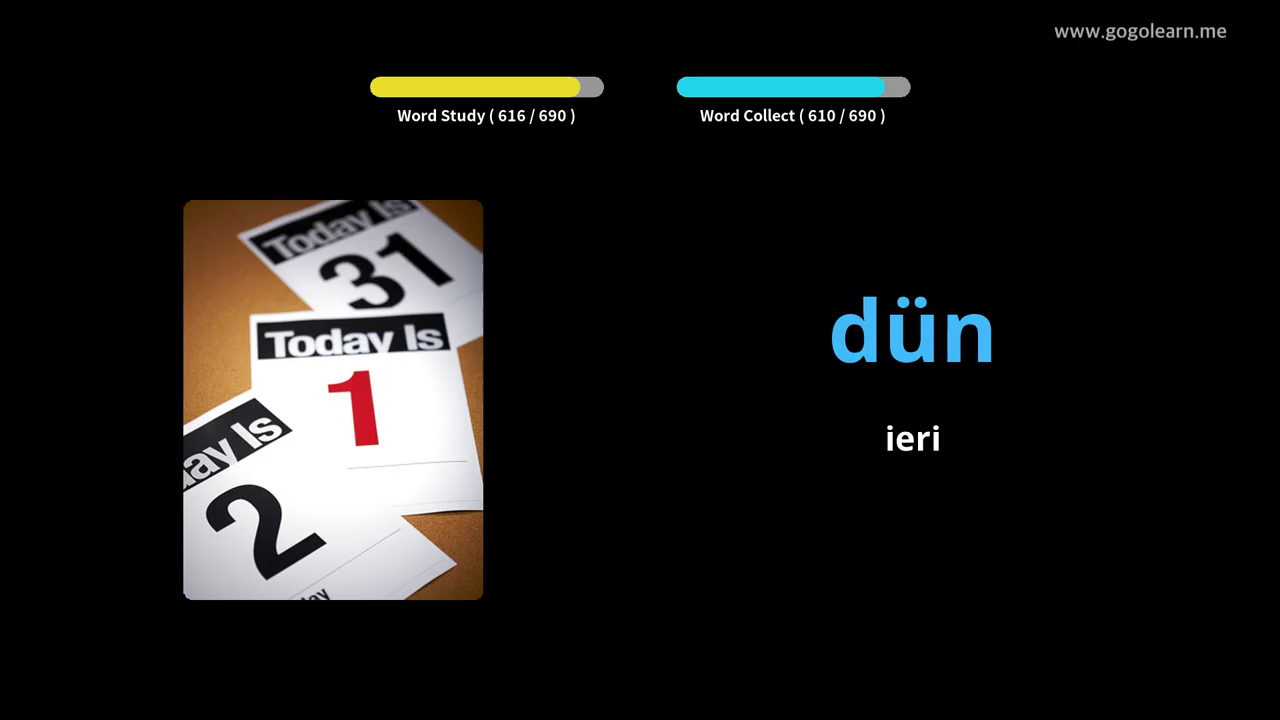 www.gogolearn.me
Word Study ( 616 / 690 )
Word Collect ( 610 / 690 )
Today Is
31
Today Is
1
ay Is
2
dün
ieri